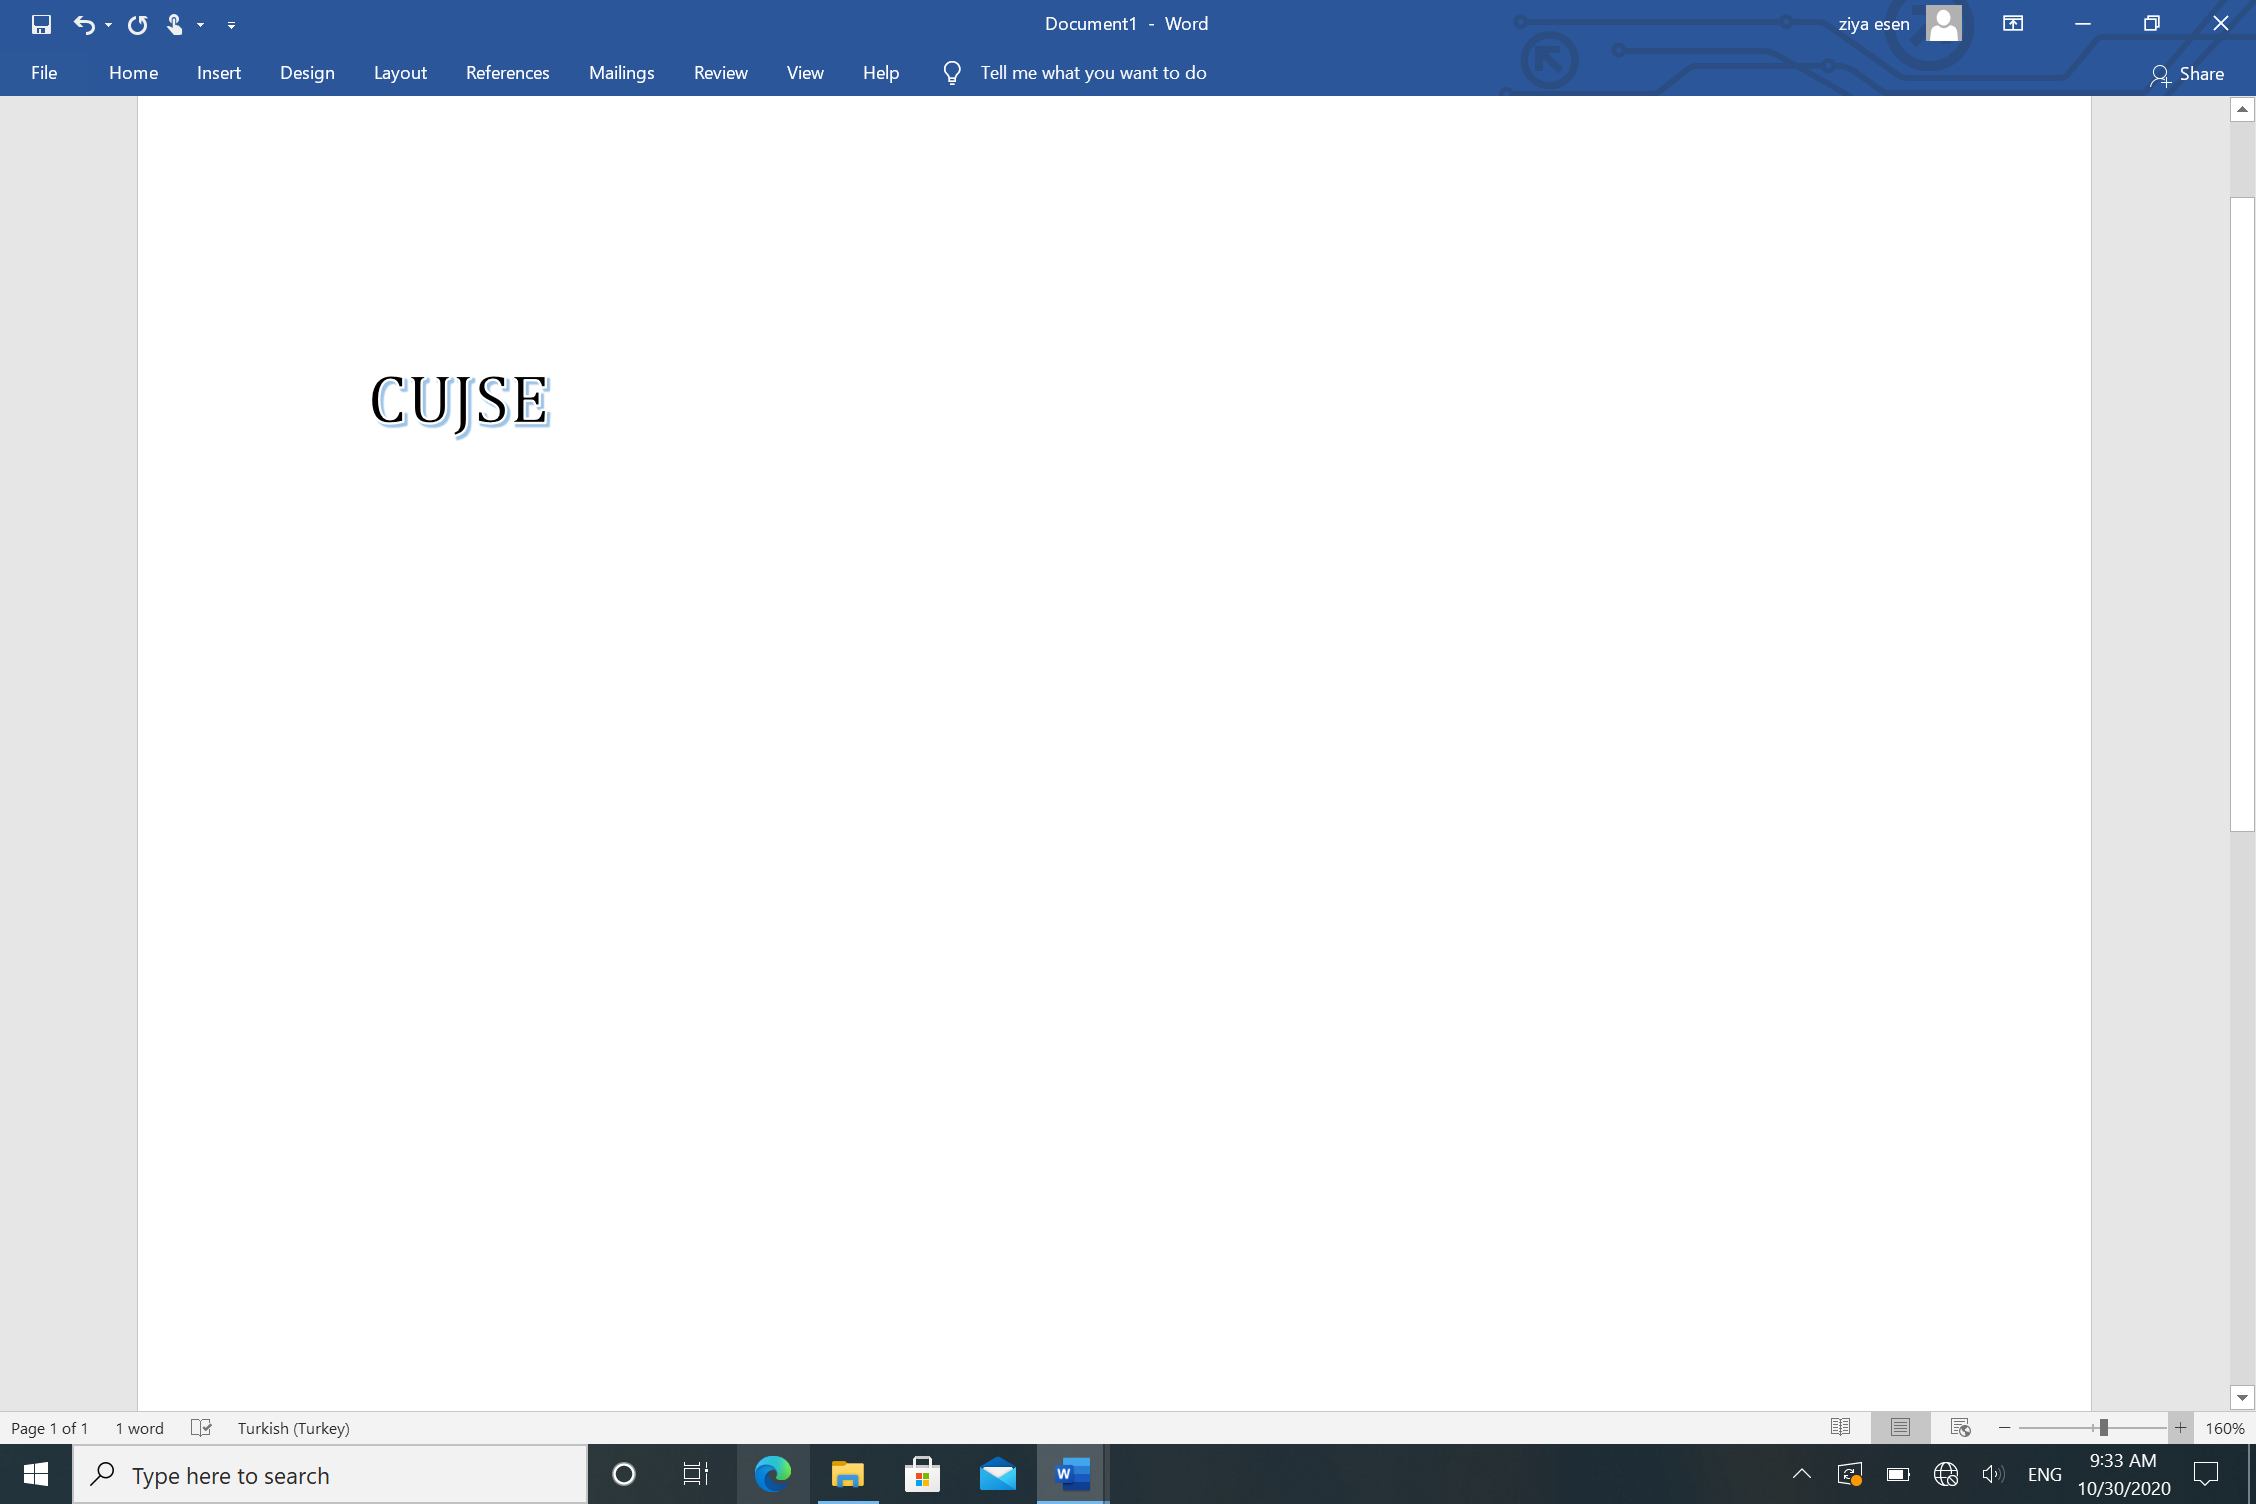 Document1 - Word
ziya esen
File Home Insert Design Layout References Mailings Review View Help Tell me what you want to do Share
CUJSE
Page 1 of 1 1 word Turkish (Turkey) 160%
Type here to search
W
ENG
9:33 AM
10/30/2020